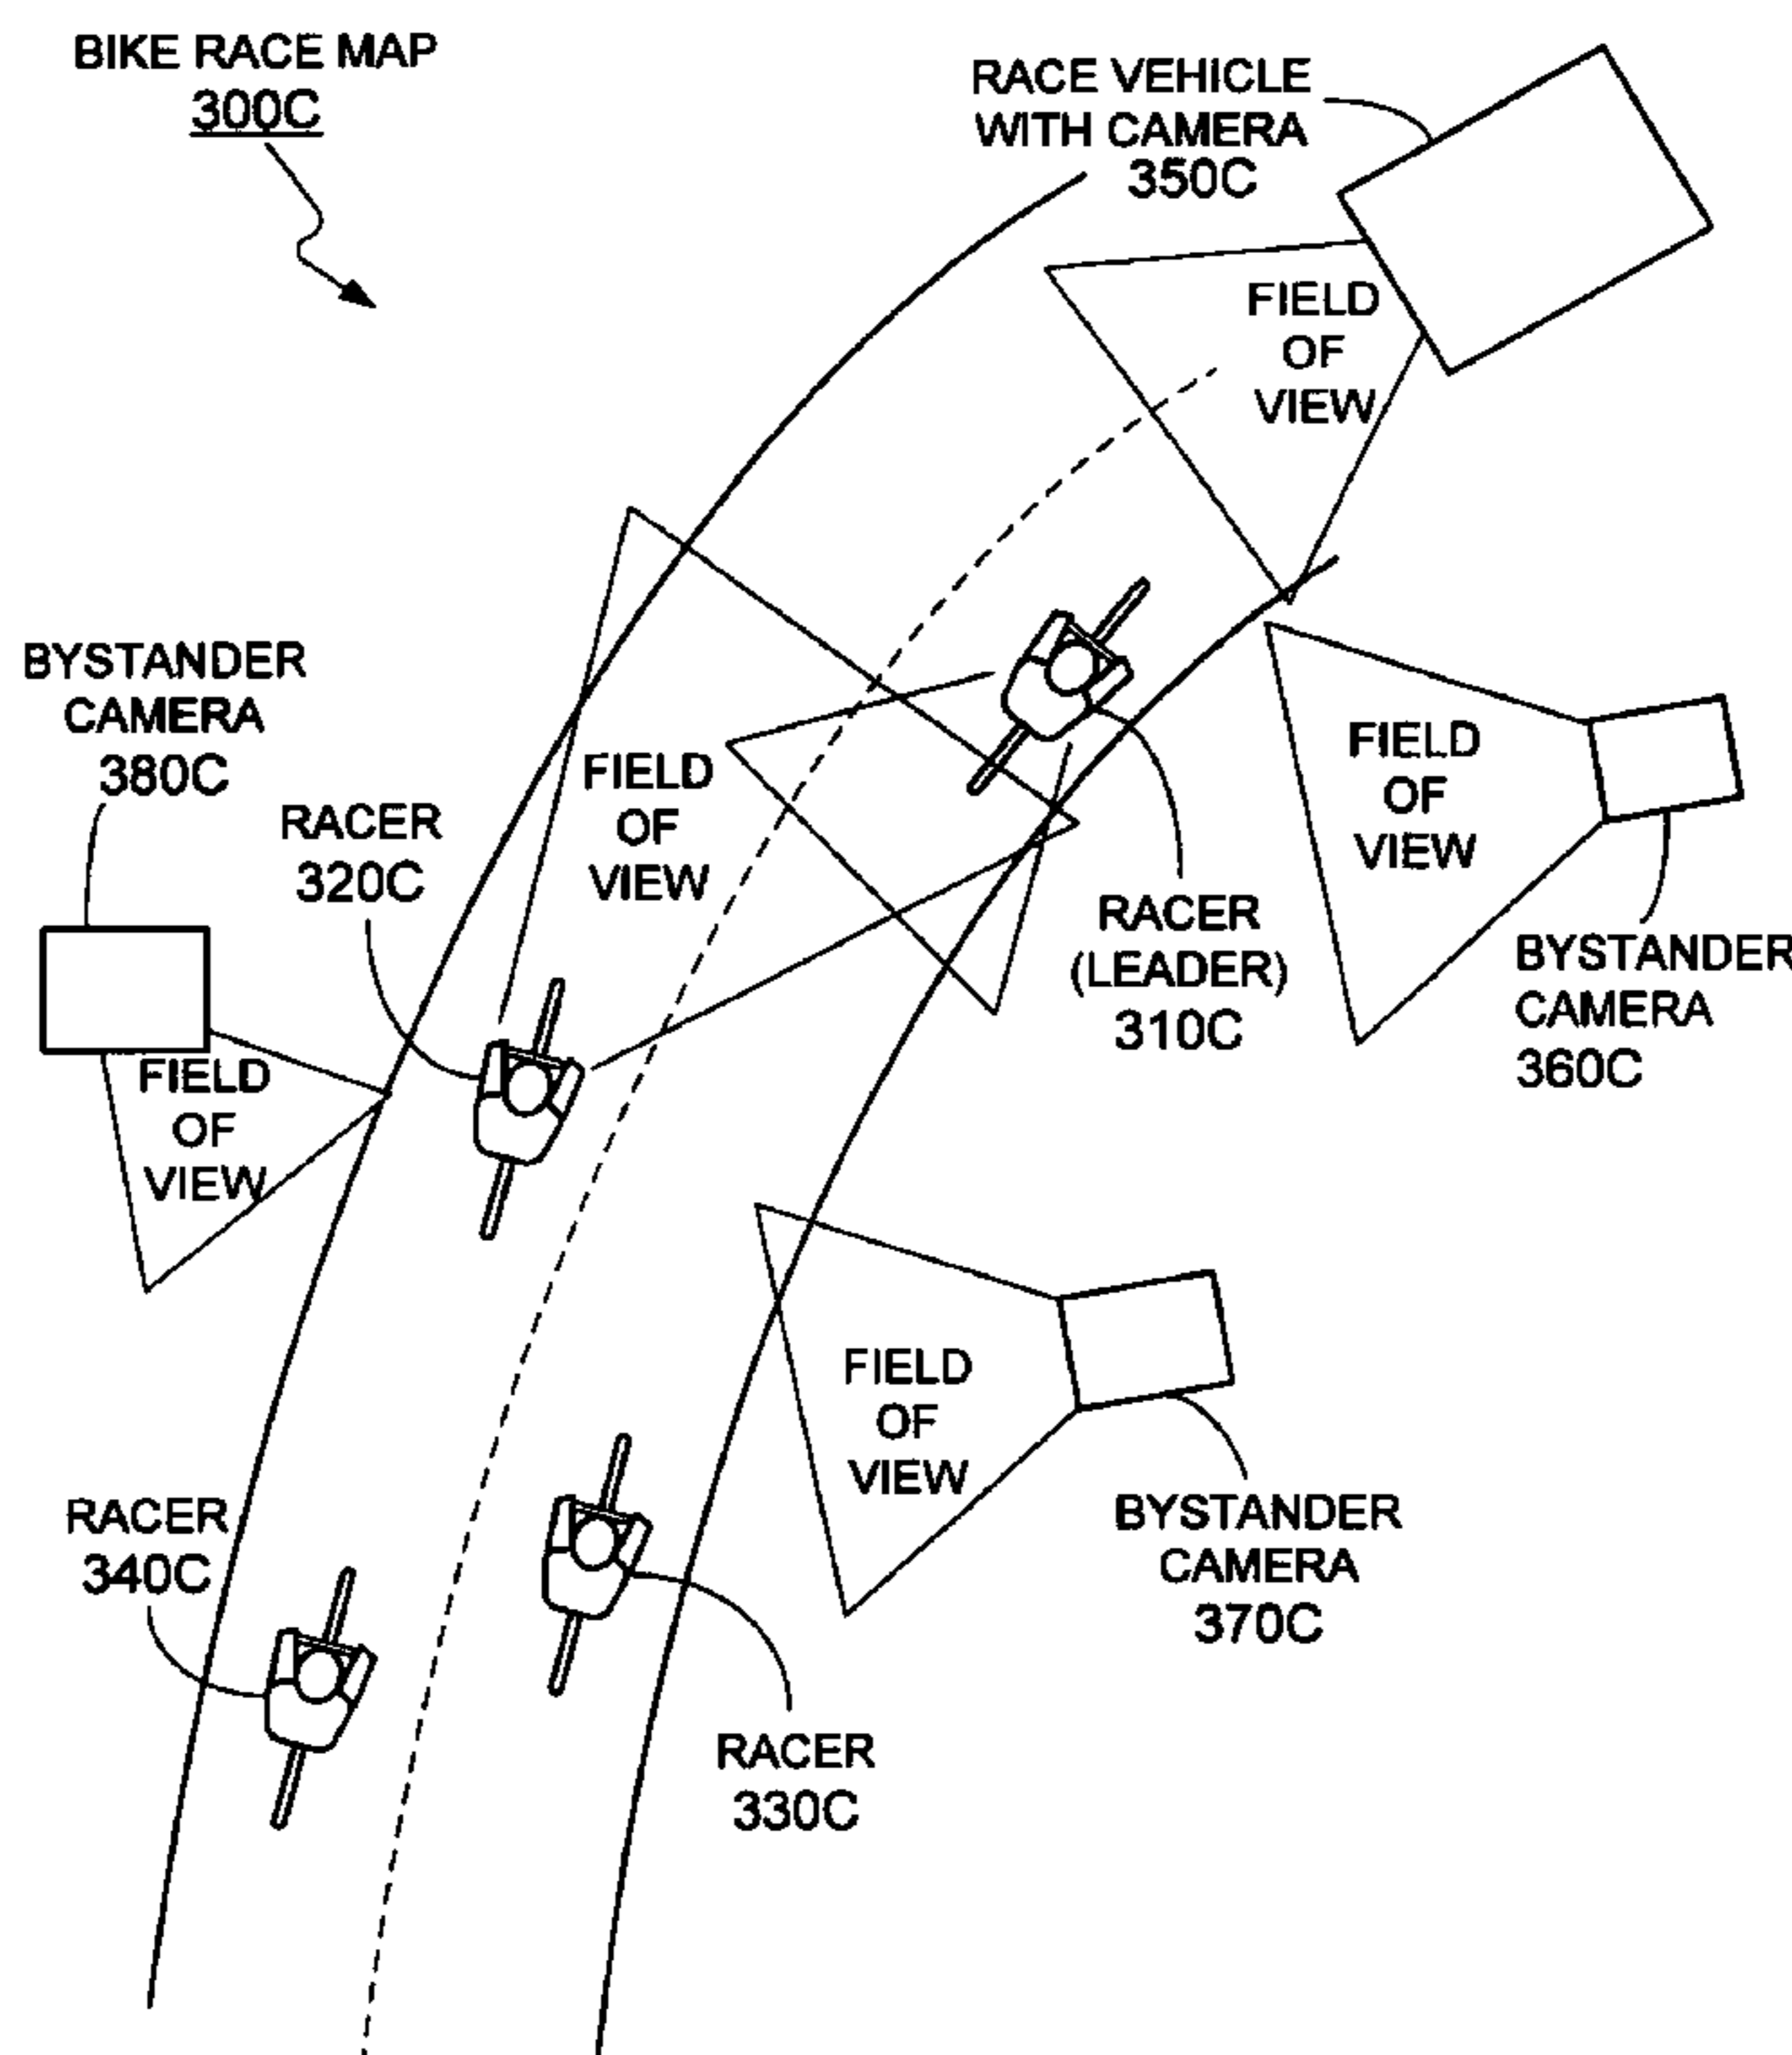 BIKE RACE MAP
300C
RACE VEHICLE
WITH CAMERA
350C
FIELD
OF
VIEW
BYSTANDER
CAMERA
380C
RACER
320C
FIELD
OF
VIEW
FIELD
OF
VIEW
RACER
(LEADER)
310C
BYSTANDER
CAMERA
360C
FIELD
OF
VIEW
FIELD
OF
VIEW
RACER
340C
BYSTANDER
CAMERA
370C
RACER
330C